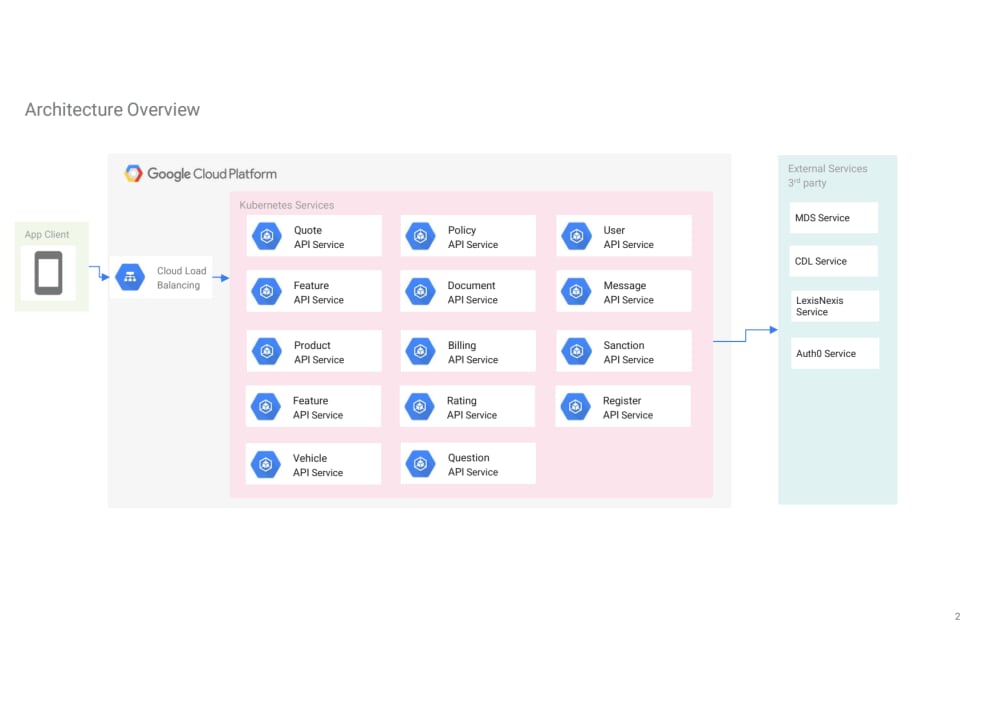 Architecture Overview
Google Cloud Platform
External Services
3rd party
Kubernetes Services
App Client
Cloud Load
Balancing
Quote
API Service
Policy
API Service
User
API Service
Feature
API Service
Document
API Service
Message
API Service
Product
API Service
Billing
API Service
Sanction
API Service
Feature
API Service
Rating
API Service
Register
API Service
Vehicle
API Service
Question
API Service
MDS Service
CDL Service
LexisNexis
Service
Auth0 Service
2